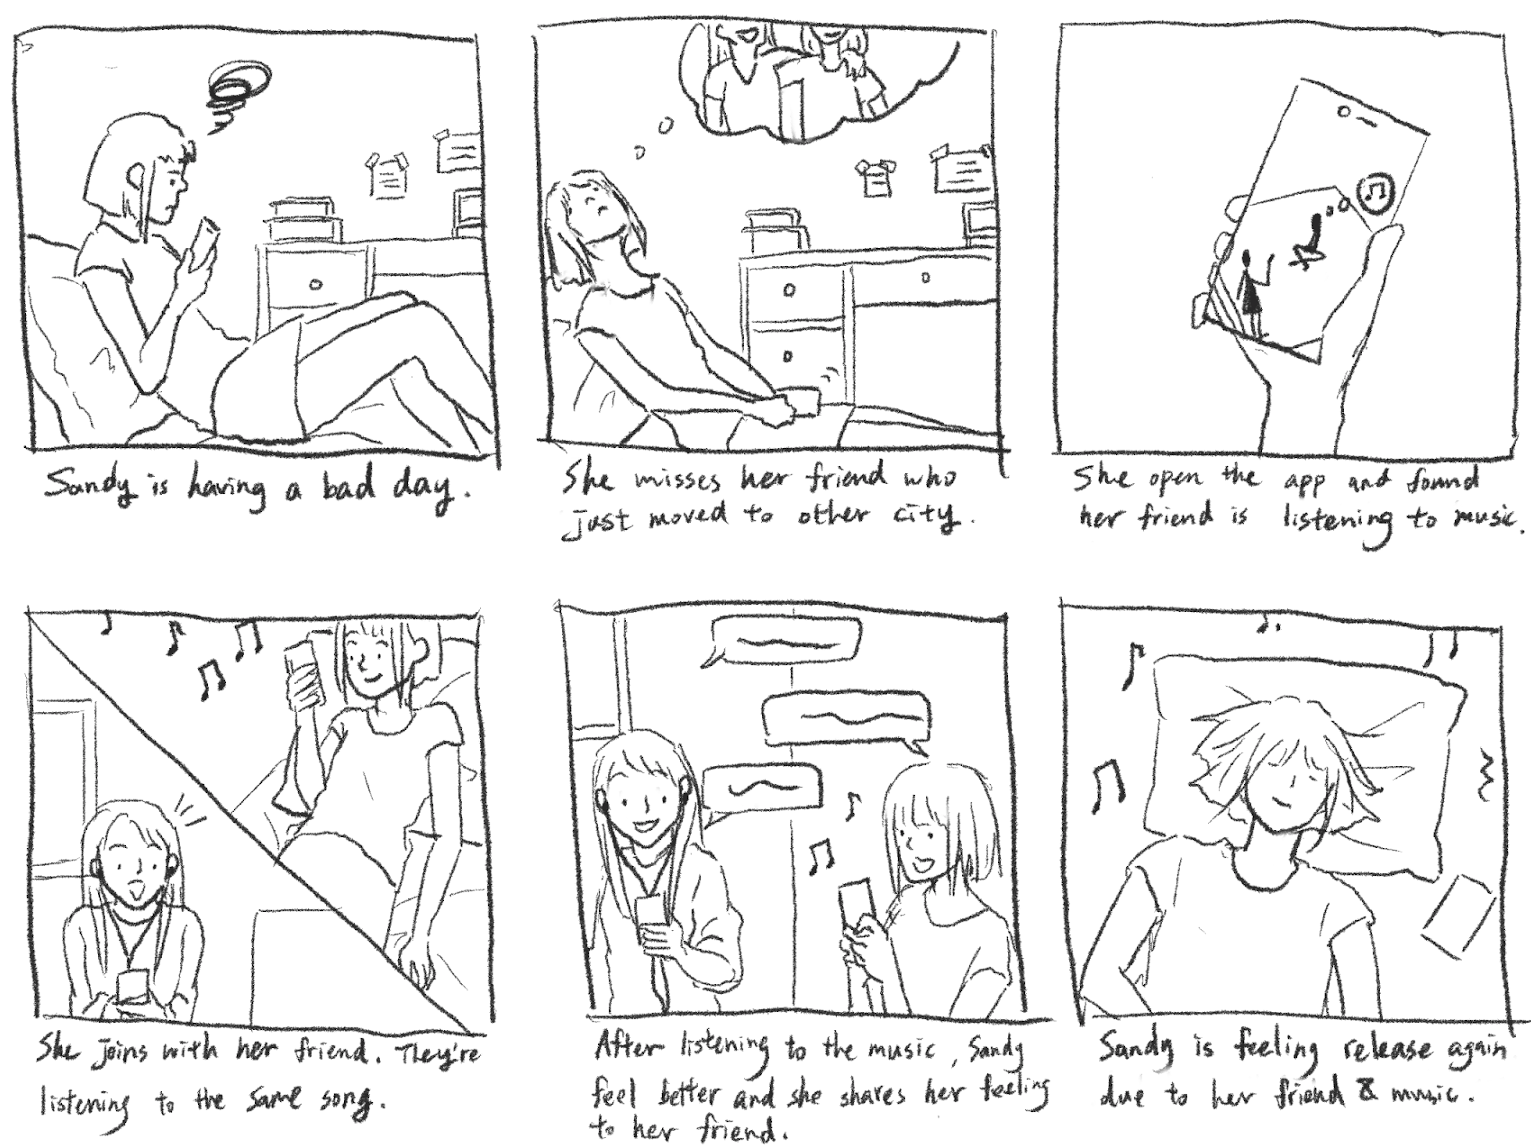 Sandy is having a bad day.
She misses her friend who
just moved to other city.
She open the app and found
her friend is listening to music.
She joins with her friend. They're
listening to the same song.
After listening to the music, Sandy
feel better and she shares her feeling
to her friend.
Sandy is feeling release again
due to her friend & music.